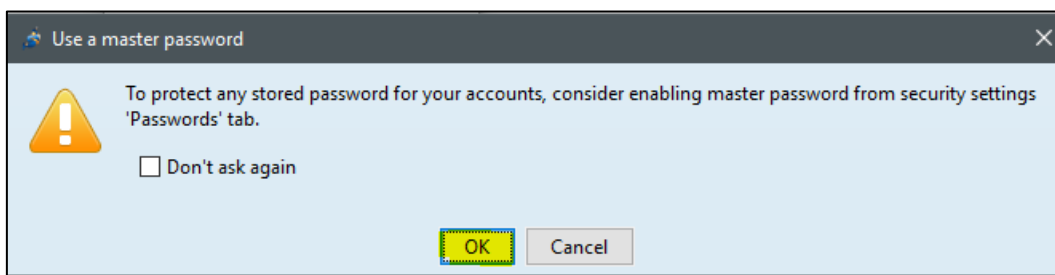 Use a master password
To protect any stored password for your accounts, consider enabling master password from security settings
'Passwords' tab.
Don't ask again
OK
Cancel